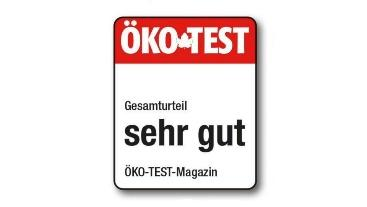 ÖKO TEST
Gesamturteil
sehr gut
ÖKO-TEST-Magazin